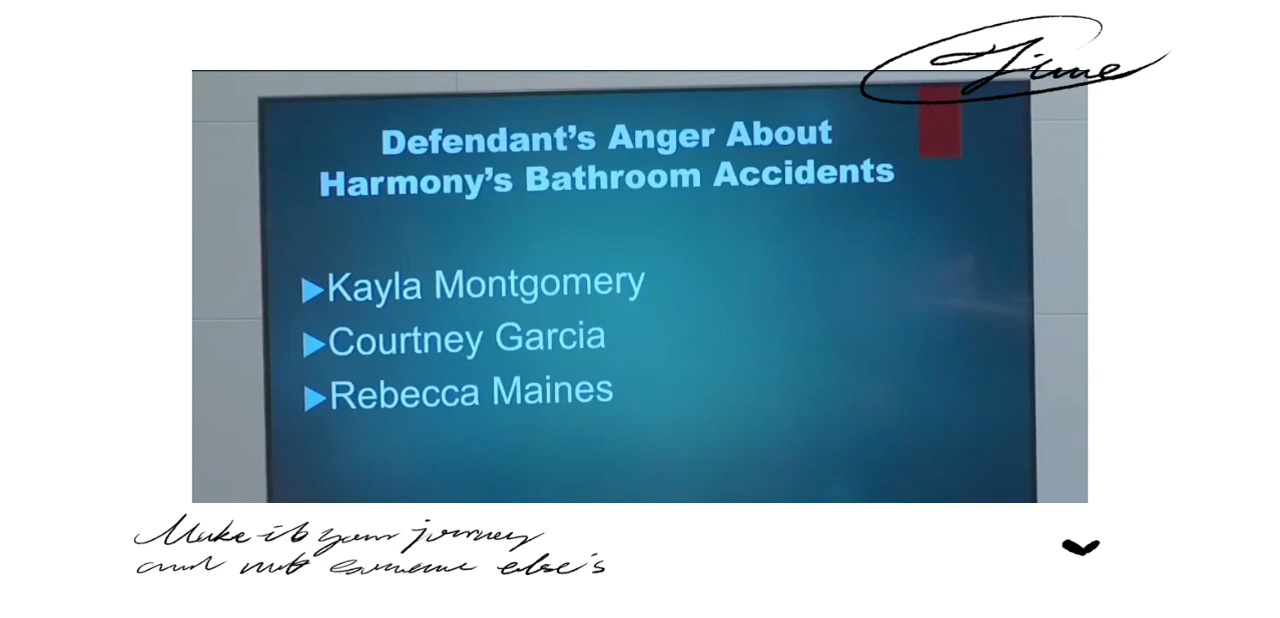 Time
Defendant's Anger About
Harmony's Bathroom Accidents
▶Kayla Montgomery
▶Courtney Garcia
▶Rebecca Maines
Make it your journey
and not someone else's